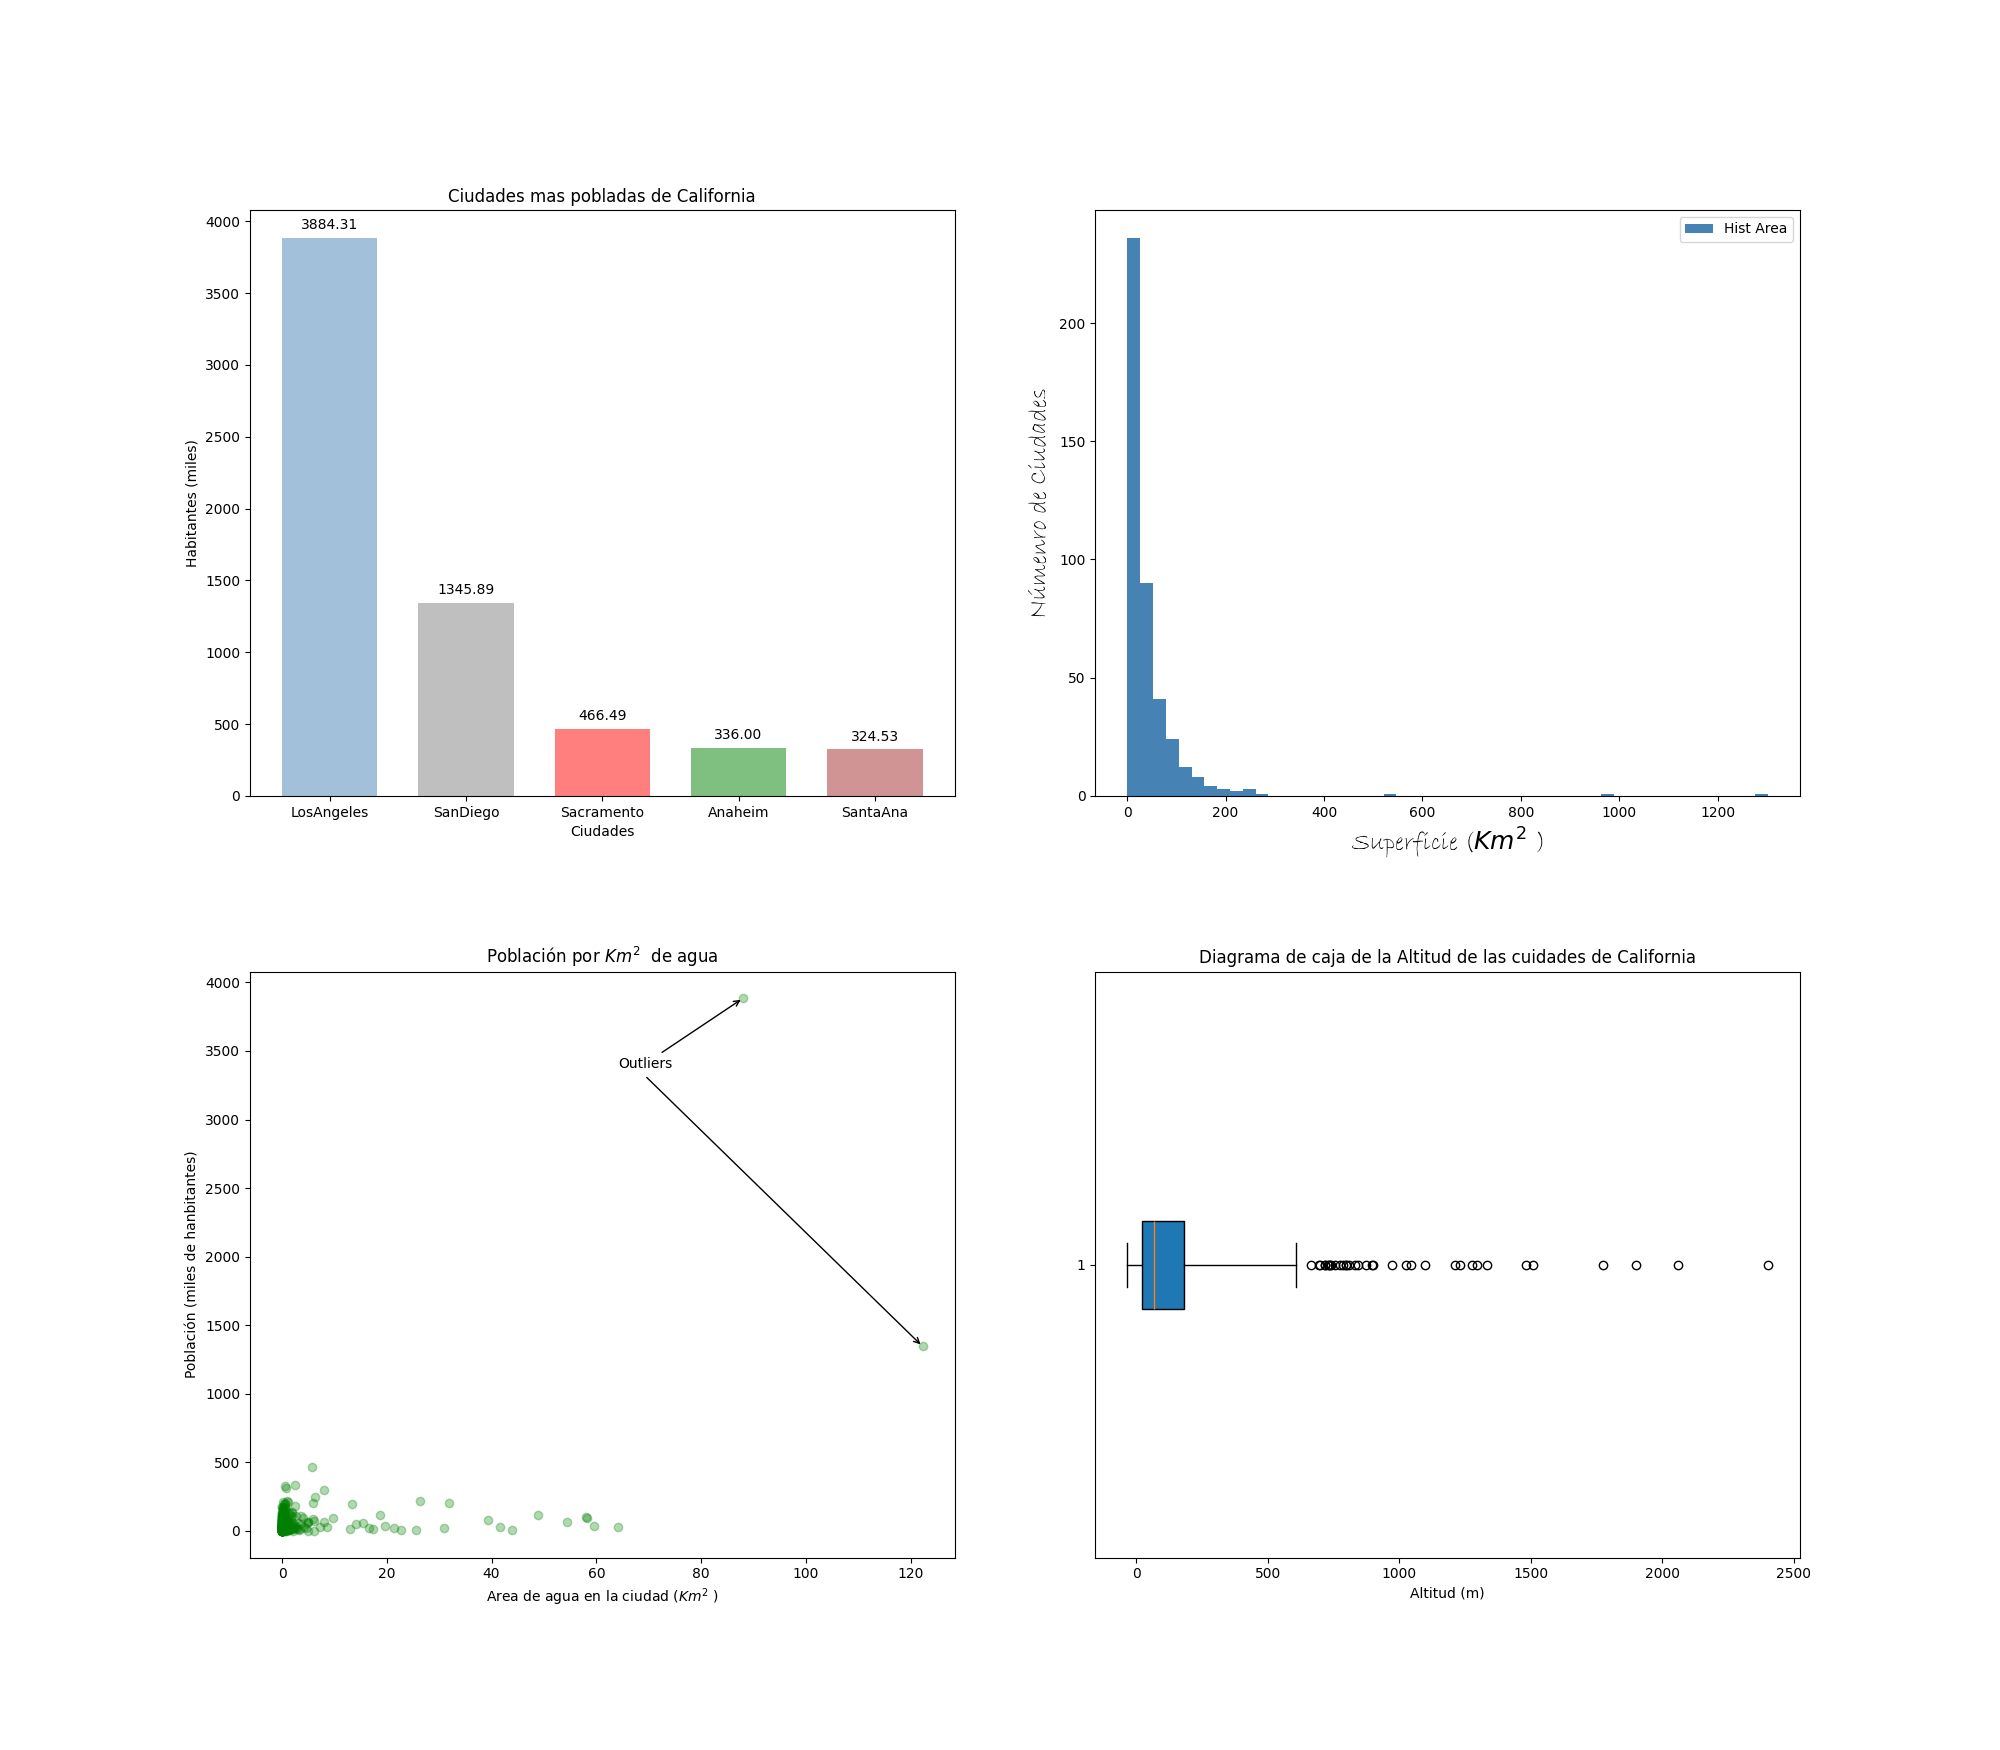 Ciudades mas pobladas de California
4000
3500
3000
2500
2000
1500
1000
500
0
Habitantes (miles)
3884.31
1345.89
466.49
336.00
324.53
LosAngeles SanDiego Sacramento Anaheim SantaAna
Ciudades
Hist Area
200
150
100
50
0
Númenro de Ciudades
0 200 400 600 800 1000 1200
Superficie (Km² )
Población por Km² de agua
4000
3500
3000
2500
2000
1500
1000
500
0
Población (miles de hanbitantes)
Outliers
0 20 40 60 80 100 120
Area de agua en la ciudad (Km² )
Diagrama de caja de la Altitud de las cuidades de California
1
0 500 1000 1500 2000 2500
Altitud (m)